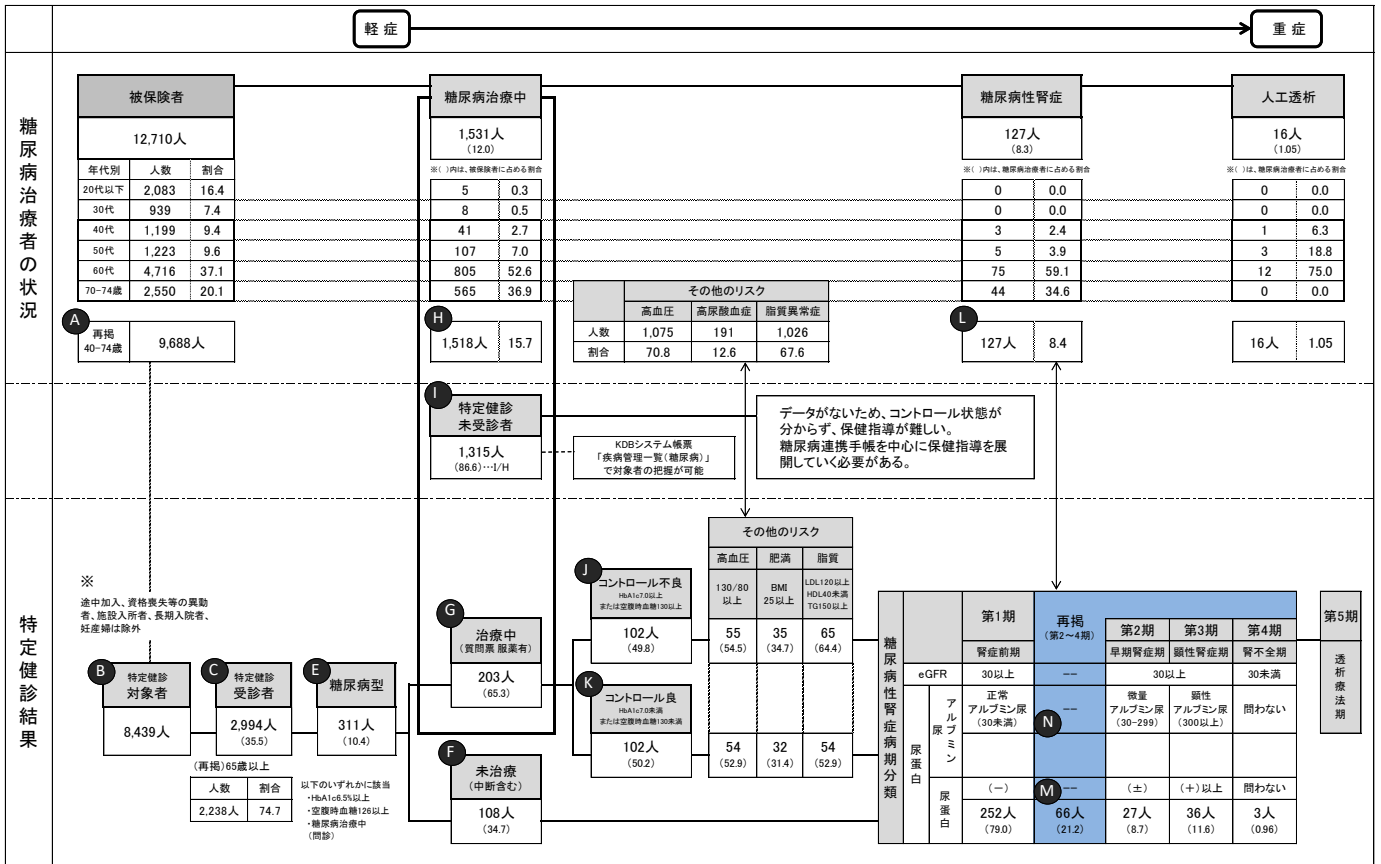 軽症
重症
糖尿病治療者の状況
被保険者
12,710人
年代別 人数 割合
20代以下 2,083 16.4
30代 939 7.4
40代 1,199 9.4
50代 1,223 9.6
60代 4,716 37.1
70-74歳 2,550 20.1
A
再掲
40-74歳
9,688人
糖尿病治療中
1,531人
(12.0)
※( )内は、被保険者に占める割合
5 0.3
8 0.5
41 2.7
107 7.0
805 52.6
565 36.9
H
1,518人 15.7
その他のリスク
高血圧 高尿酸血症 脂質異常症
人数 1,075 191 1,026
割合 70.8 12.6 67.6
糖尿病性腎症
127人
(8.3)
※( )内は、糖尿病治療者に占める割合
0 0.0
0 0.0
3 2.4
5 3.9
75 59.1
44 34.6
L
127人 8.4
人工透析
16人
(1.05)
※( )は、糖尿病治療者に占める割合
0 0.0
0 0.0
1 6.3
3 18.8
12 75.0
0 0.0
16人 1.05
I
特定健診
未受診者
1,315人
(86.6)…I/H
KDBシステム帳票
「疾病管理一覧(糖尿病)」
で対象者の把握が可能
データがないため、コントロール状態が
分からず、保健指導が難しい。
糖尿病連携手帳を中心に保健指導を展
開していく必要がある。
特定健診結果
※
途中加入、資格喪失等の異動
者、施設入所者、長期入院者、
妊産婦は除外
B
特定健診
対象者
8,439人
C
特定健診
受診者
2,994人
(35.5)
(再掲)65歳以上
人数 割合
2,238人 74.7
E
糖尿病型
311人
(10.4)
以下のいずれかに該当
・HbA1c6.5%以上
・空腹時血糖126以上
・糖尿病治療中
(問診)
G
治療中
(質問票 服薬有)
203人
(65.3)
F
未治療
(中断含む)
108人
(34.7)
J
コントロール不良
HbA1c7.0以上
または空腹時血糖130以上
102人
(49.8)
K
コントロール良
HbA1c7.0未満
または空腹時血糖130未満
102人
(50.2)
その他のリスク
高血圧 肥満 脂質
130/80
以上
BMI
25以上
LDL120以上
HDL40未満
TG150以上
55 35 65
(54.5) (34.7) (64.4)
54 32 54
(52.9) (31.4) (52.9)
糖尿病性腎症病期分類
第1期
腎症前期
再掲
(第2~4期)
第2期 第3期 第4期
早期腎症期 顕性腎症期 腎不全期
eGFR 30以上 -- 30以上 30未満
尿蛋白
尿アルブミン
正常
アルブミン尿
(30未満)
--
N
微量
アルブミン尿
(30-299)
顕性
アルブミン尿
(300以上)
問わない
尿蛋白
(-) -- (±) (+)以上 問わない
M
252人 66人 27人 36人 3人
(79.0) (21.2) (8.7) (11.6) (0.96)
第5期
透析療法期